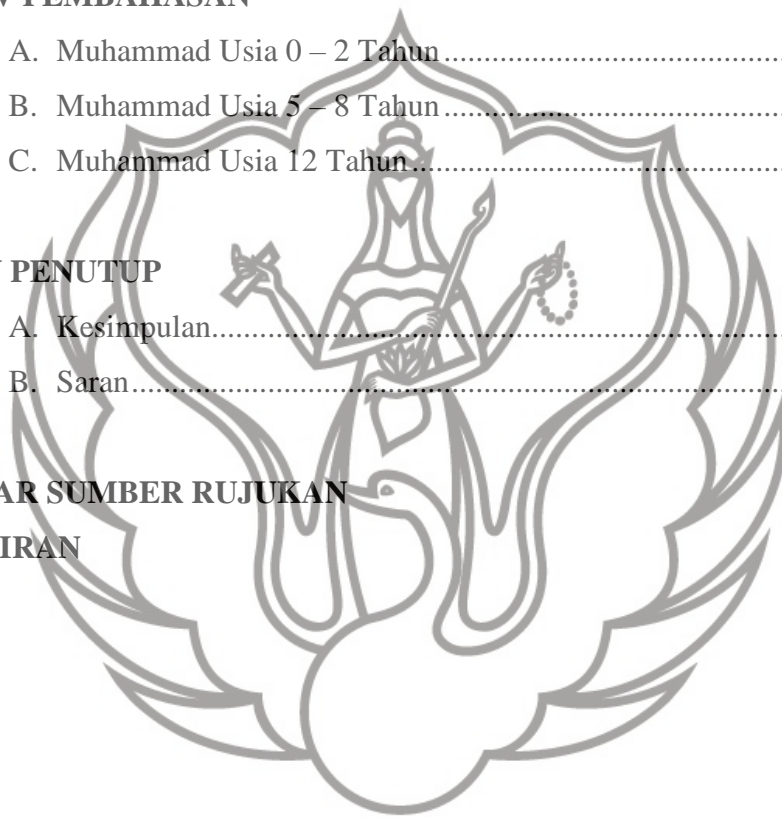 V PEMBAHASAN
A. Muhammad Usia 0 – 2 Tahun
B. Muhammad Usia 5 – 8 Tahun
C. Muhammad Usia 12 Tahun
PENUTUP
A. Kesimpulan
B. Saran
AR SUMBER RUJUKAN
IRAN